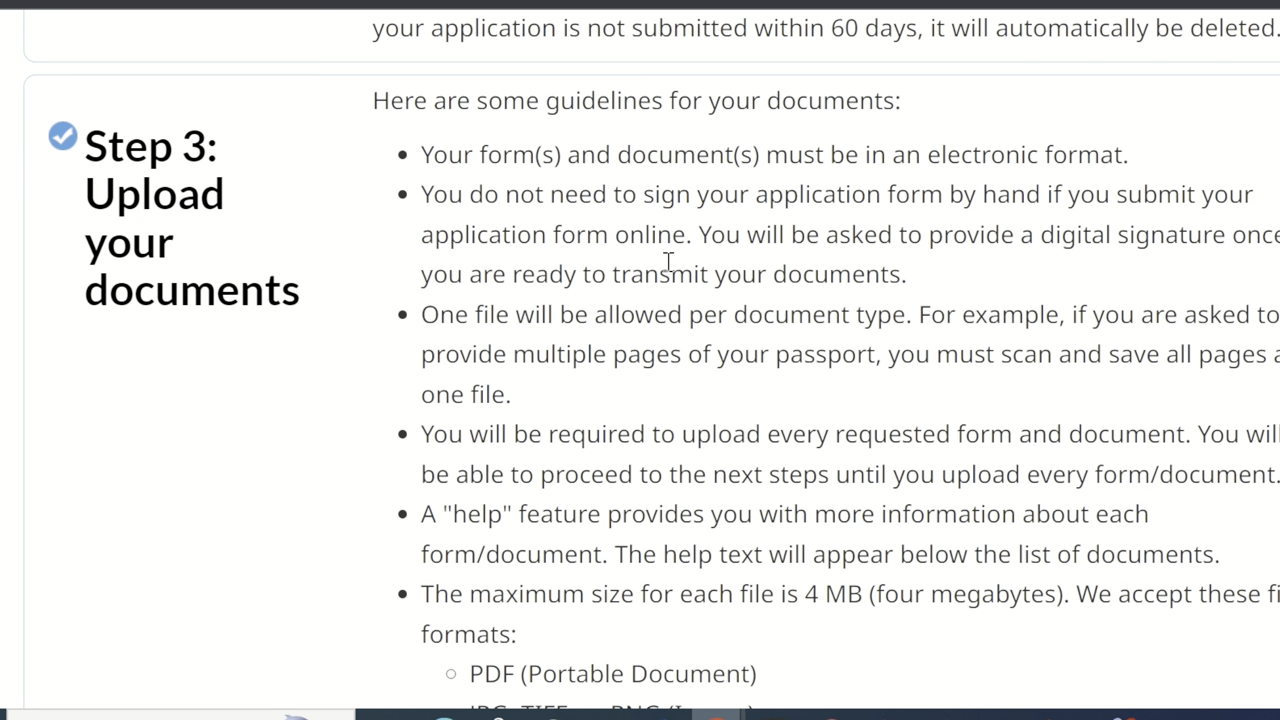 your application is not submitted within 60 days, it will automatically be deleted.
Here are some guidelines for your documents:
Step 3:
Upload
your
documents
Your form(s) and document(s) must be in an electronic format.
You do not need to sign your application form by hand if you submit your
application form online. You will be asked to provide a digital signature once
you are ready to transmit your documents.
One file will be allowed per document type. For example, if you are asked to
provide multiple pages of your passport, you must scan and save all pages
one file.
You will be required to upload every requested form and document. You will
be able to proceed to the next steps until you upload every form/document.
A "help" feature provides you with more information about each
form/document. The help text will appear below the list of documents.
The maximum size for each file is 4 MB (four megabytes). We accept these
formats:
PDF (Portable Document)